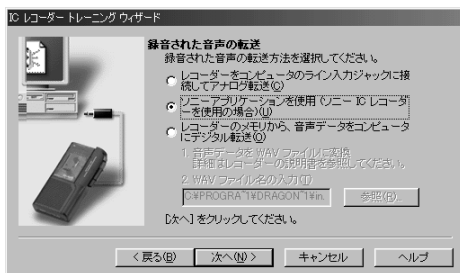 IC レコーダー トレーニング ウィザード
録音された音声の転送
録音された音声の転送方法を選択してください。
レコーダーをコンピュータのライン入力ジャックに接
続してアナログ転送(C)
ソニーアプリケーションを使用 (ソニー IC レコーダ
ーを使用の場合)(U)
レコーダーのメモリから、音声データをコンピュータ
にデジタル転送(O)
1. 音声データを WAV ファイルに変換
詳細はレコーダーの説明書を参照してください。
2. WAV ファイル名の入力(T)
C:¥PROGRA~1¥DRAGON~1¥in.
参照(R)...
[次へ] をクリックしてください。
< 戻る(B)
次へ(N) >
キャンセル
ヘルプ